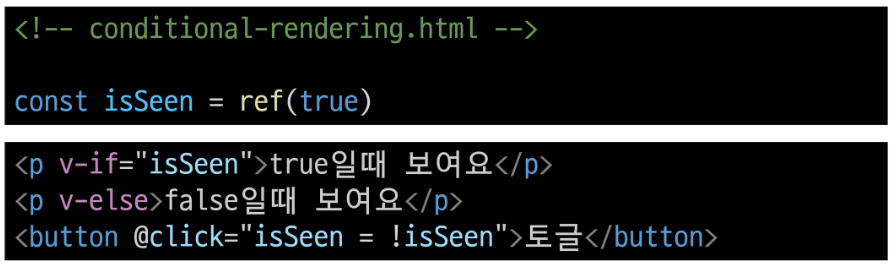 <!-- conditional-rendering.html -->
const isSeen = ref(true)
<p v-if="isSeen">true일때 보여요</p>
<p v-else>false일때 보여요</p>
<button @click="isSeen = !isSeen">토글</button>